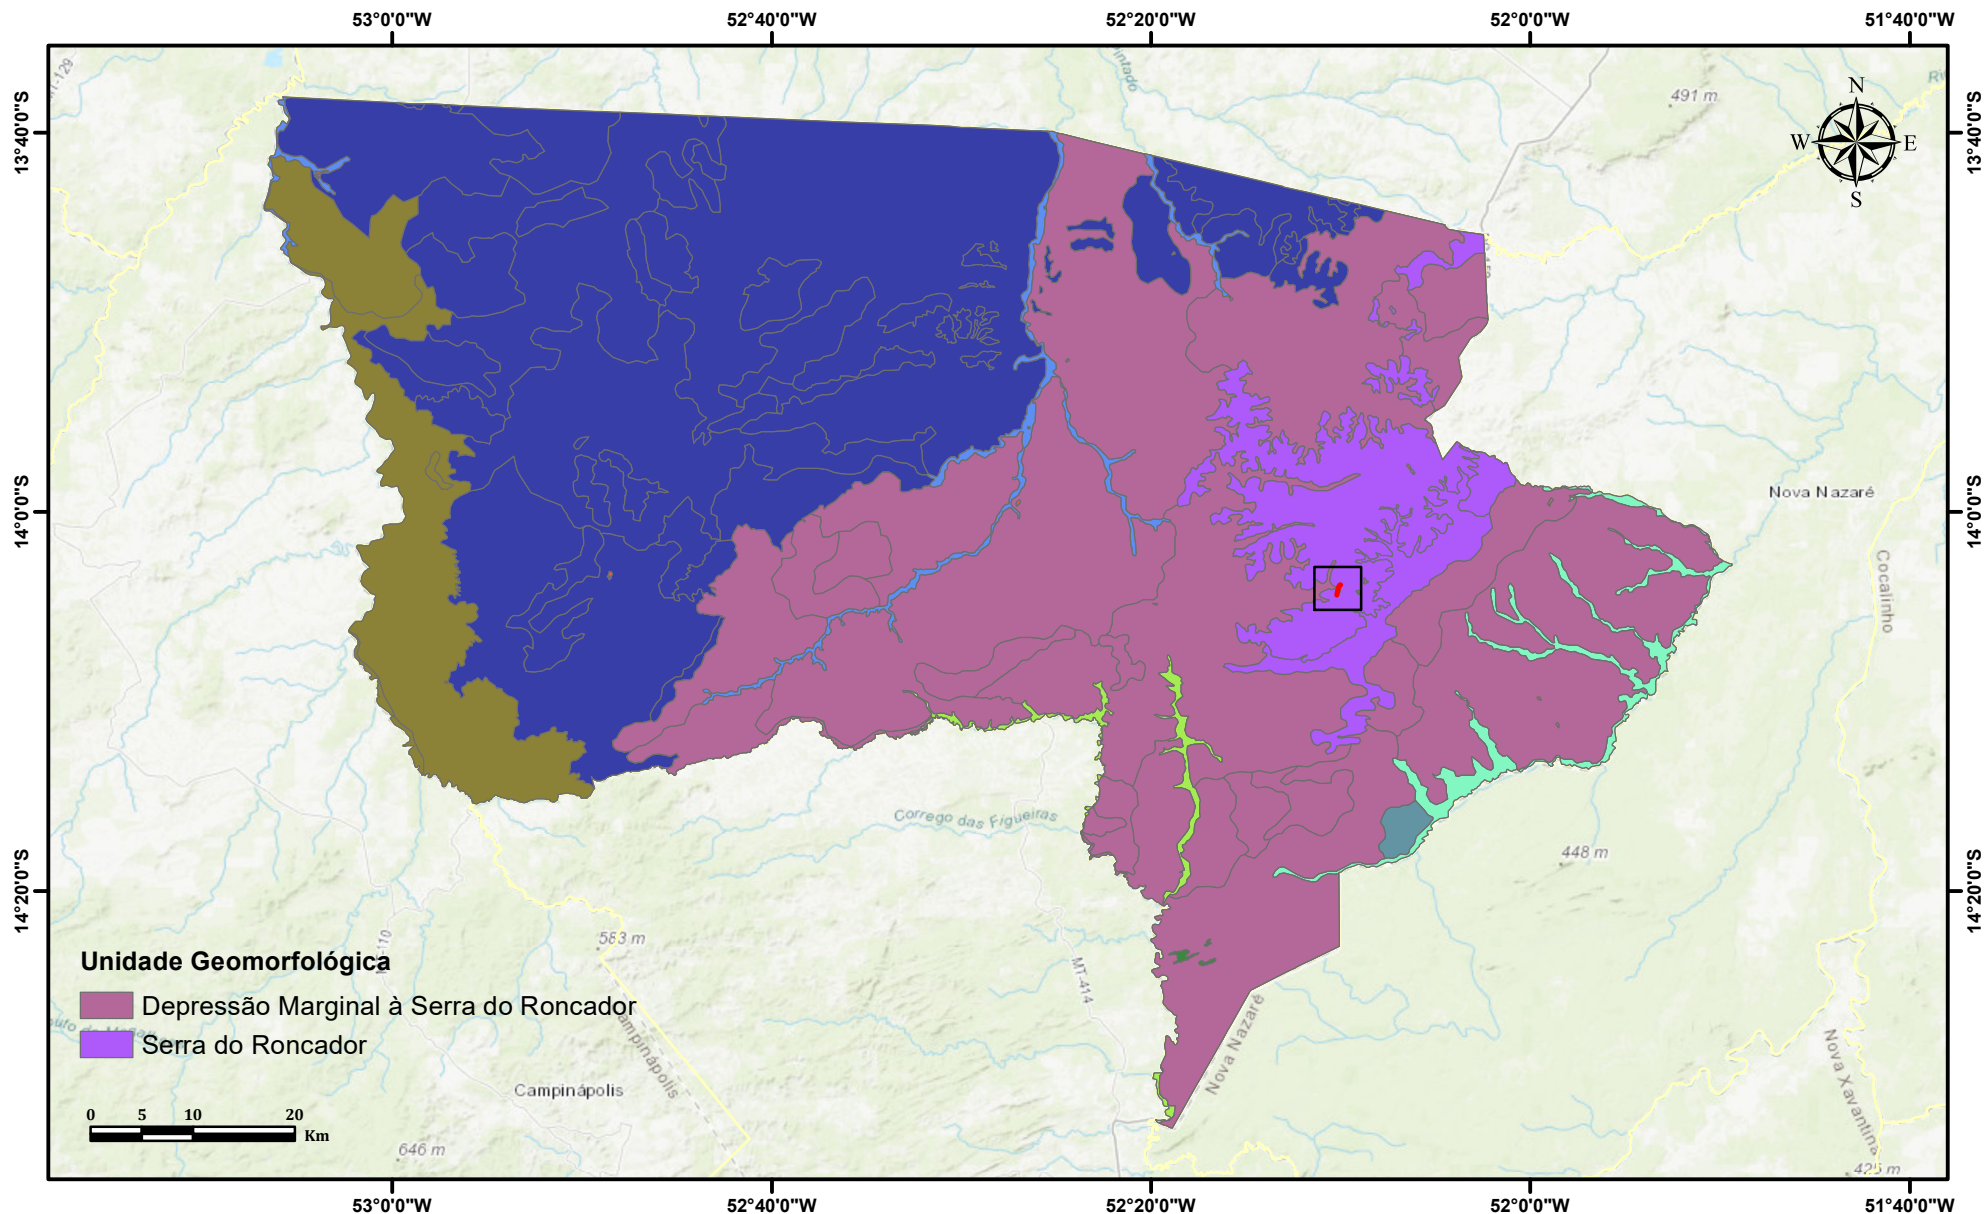 53°0'0"W 52°40'0"W 52°20'0"W 52°0'0"W 51°40'0"W
13°40'0"S
13°40'0"S
491 m
N
W
E
S
Nova Nazaré
14°0'0"S
14°0'0"S
Cocalinho
Corrego das Figueiras
448 m
14°20'0"S
14°20'0"S
583 m
MT-414
Nova Nazaré
Unidade Geomorfológica
Depressão Marginal à Serra do Roncador
Serra do Roncador
Campinápolis
Campinápolis
Nova Xavantina
0 5 10 20
Km
646 m
425 m
53°0'0"W 52°40'0"W 52°20'0"W 52°0'0"W 51°40'0"W